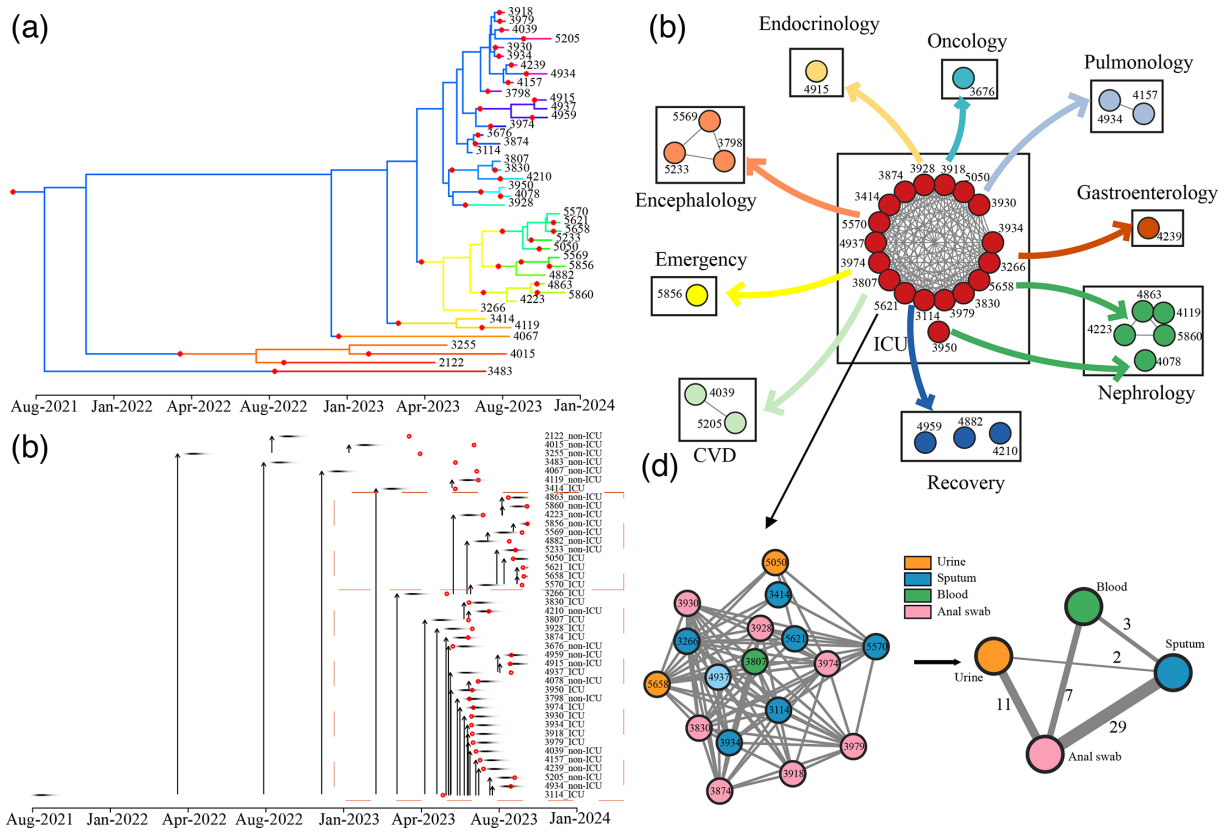 (a)
3918
3979
4039
5205
3930
3934
4239
4934
4157
3798
4915
4937
4959
3974
3676
3874
3114
3807
3830
4210
3950
4078
3928
5570
5621
5658
5233
5050
5569
5856
4882
4863
5860
4223
3266
3414
4119
4067
3255
4015
2122
3483
Aug-2021 Jan-2022 Apr-2022 Aug-2022 Jan-2023 Apr-2023 Aug-2023 Jan-2024
(b)
Endocrinology
4915
Oncology
3676
Pulmonology
4157
4934
5569
3798
5233
Encephalology
Gastroenterology
4239
Emergency
5856
3928
3918
3874
5050
3414
3930
5570
3934
4937
3974
3266
3807
5658
5621
3830
3114
3979
ICU
3950
4863
4119
4223
5860
4078
Nephrology
4039
5205
CVD
4959
4882
4210
Recovery
(b)
2122_non-ICU
4015_non-ICU
3255_non-ICU
3483_non-ICU
4067_non-ICU
4119_non-ICU
3414_ICU
4863_non-ICU
5860_non-ICU
4223_non-ICU
5856_non-ICU
5569_non-ICU
4882_non-ICU
5233_non-ICU
5050_ICU
5621_ICU
5658_ICU
5570_ICU
3266_ICU
3830_ICU
4210_non-ICU
3807_ICU
3928_ICU
3874_ICU
3676_non-ICU
4959_non-ICU
4915_non-ICU
4937_ICU
4078_non-ICU
3950_ICU
3798_non-ICU
3974_ICU
3930_ICU
3934_ICU
3918_ICU
3979_ICU
4039_non-ICU
4157_non-ICU
4239_non-ICU
5205_non-ICU
4934_non-ICU
3114_ICU
Aug-2021 Jan-2022 Apr-2022 Aug-2022 Jan-2023 Apr-2023 Aug-2023 Jan-2024
(d)
5050
3930
3414
3928
3266
5621
5570
3807
3974
4937
5658
3114
3830
3934
3979
3918
3874
Urine
Sputum
Blood
Anal swab
Blood
3
Sputum
2
Urine
7
11
29
Anal swab